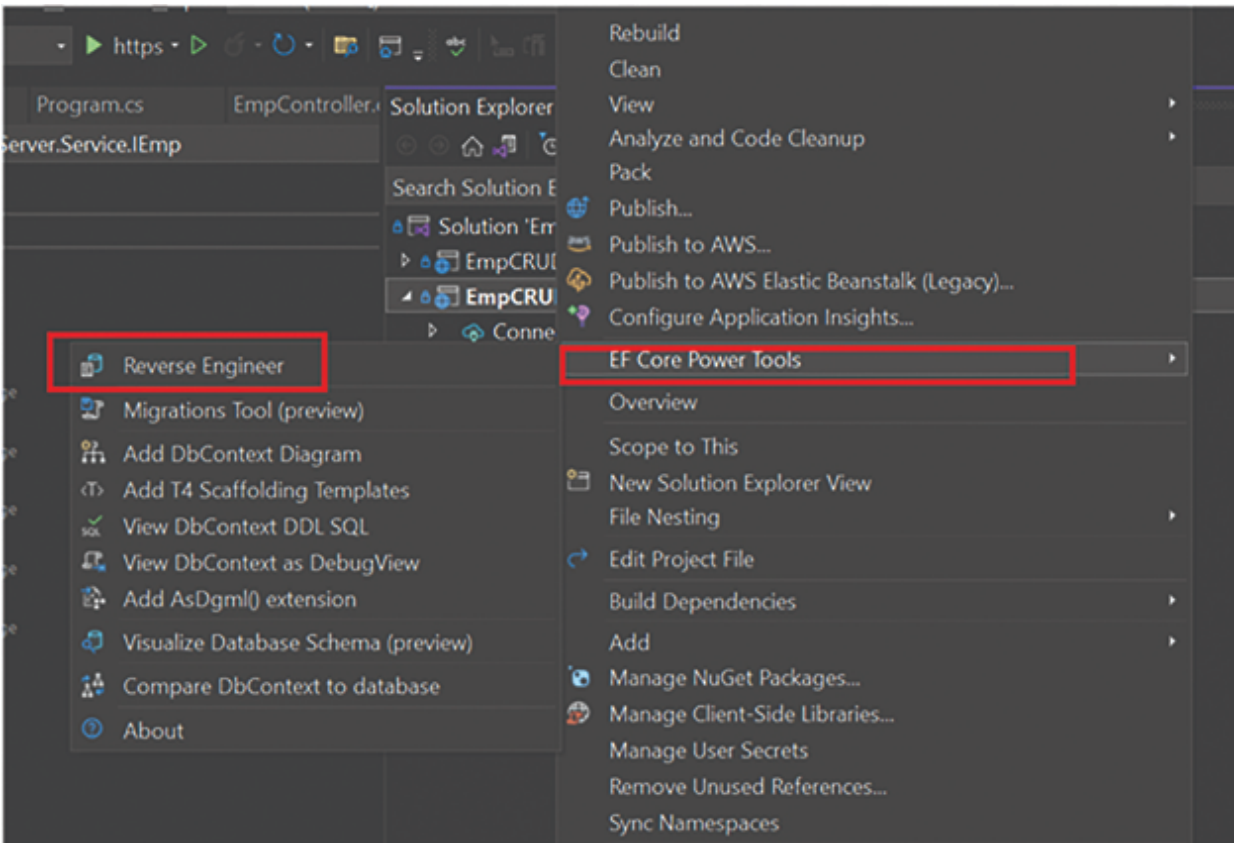 https
Program.cs
EmpController.
Server.Service.IEmp
Solution Explorer
Search Solution E
Solution 'Em
EmpCRUD
EmpCRU
Conne
Reverse Engineer
Migrations Tool (preview)
Add DbContext Diagram
Add T4 Scaffolding Templates
View DbContext DDL SQL
View DbContext as DebugView
Add AsDgml() extension
Visualize Database Schema (preview)
Compare DbContext to database
About
Rebuild
Clean
View
Analyze and Code Cleanup
Pack
Publish...
Publish to AWS...
Publish to AWS Elastic Beanstalk (Legacy)...
Configure Application Insights...
EF Core Power Tools
Overview
Scope to This
New Solution Explorer View
File Nesting
Edit Project File
Build Dependencies
Add
Manage NuGet Packages...
Manage Client-Side Libraries...
Manage User Secrets
Remove Unused References...
Sync Namespaces